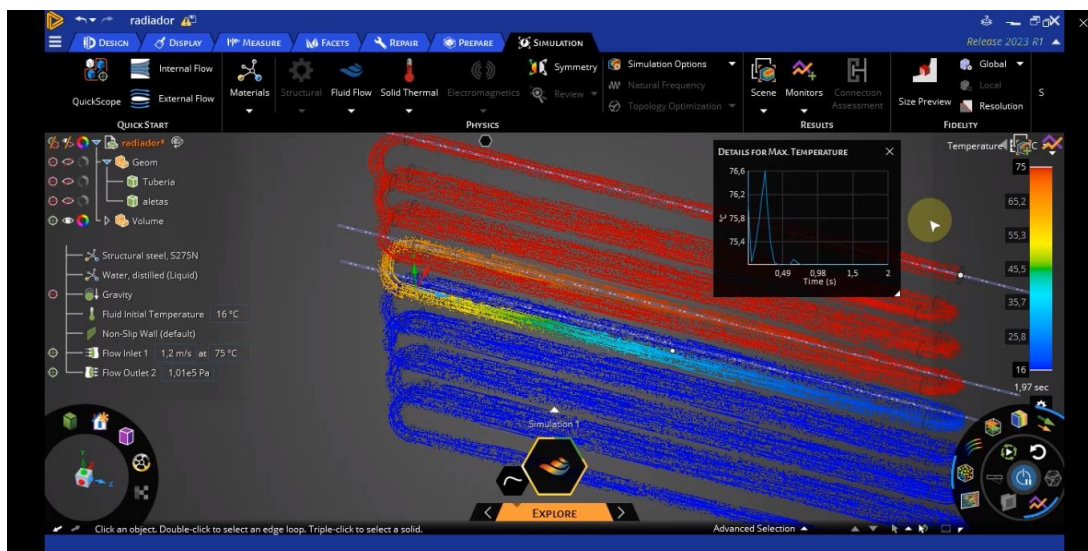 radiador
DESIGN DISPLAY MEASURE FACETS REPAIR PREPARE SIMULATION
Release 2023 R1
QuickScope
Internal Flow
External Flow
QUICK START
Materials
Structural
Fluid Flow
Solid Thermal
Electromagnetics
Symmetry
Review
Simulation Options
Natural Frequency
Topology Optimization
PHYSICS
Scene
Monitors
Connection
Assessment
RESULTS
Size Preview
Global
Local
Resolution
FIDELITY
S
radiador*
Geom
Tuberia
aletas
Volume
Structural steel, S275N
Water, distilled (Liquid)
Gravity
Fluid Initial Temperature 16 °C
Non-Slip Wall (default)
Flow Inlet 1 1,2 m/s at 75 °C
Flow Outlet 2 1,01e5 Pa
DETAILS FOR MAX. TEMPERATURE
76,6
76,2
75,8
75,4
°C
0,49 0,98 1,5 2
Time (s)
Temperature
C
75
65,2
55,3
45,5
35,7
25,8
16
1,97 sec
Simulation 1
EXPLORE
Click an object. Double-click to select an edge loop. Triple-click to select a solid.
Advanced Selection